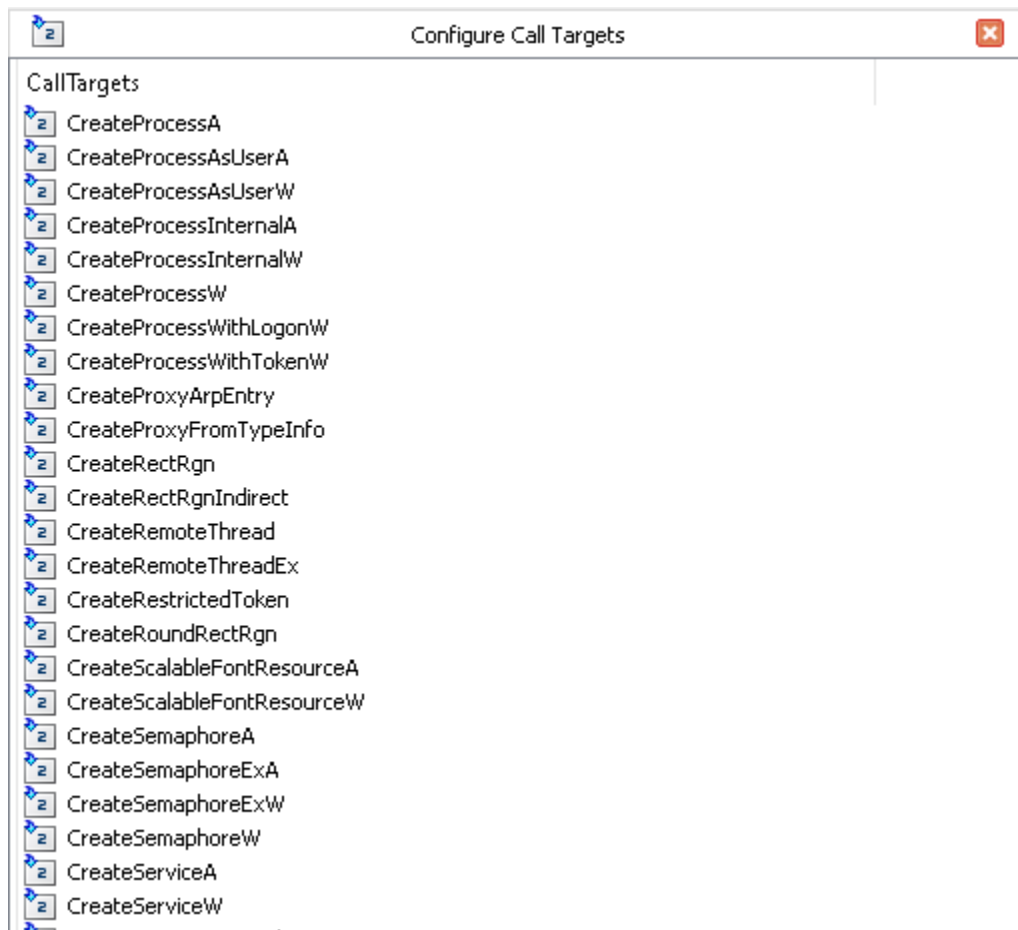 Configure Call Targets
CallTargets
CreateProcessA
CreateProcessAsUserA
CreateProcessAsUserW
CreateProcessInternalA
CreateProcessInternalW
CreateProcessW
CreateProcessWithLogonW
CreateProcessWithTokenW
CreateProxyArpEntry
CreateProxyFromTypeInfo
CreateRectRgn
CreateRectRgnIndirect
CreateRemoteThread
CreateRemoteThreadEx
CreateRestrictedToken
CreateRoundRectRgn
CreateScalableFontResourceA
CreateScalableFontResourceW
CreateSemaphoreA
CreateSemaphoreExA
CreateSemaphoreExW
CreateSemaphoreW
CreateServiceA
CreateServiceW